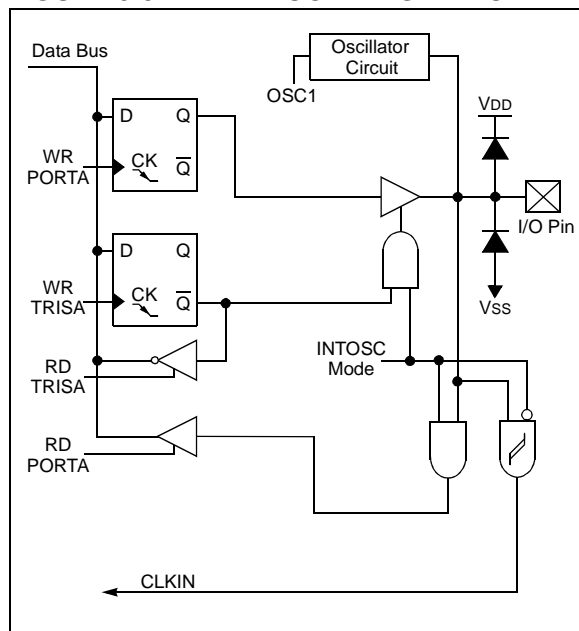 Data Bus
Oscillator
Circuit
OSC1
VDD
D Q
WR
PORTA
CK
Q
I/O Pin
D Q
VSS
WR
TRISA
CK
Q
INTOSC
Mode
RD
TRISA
RD
PORTA
CLKIN